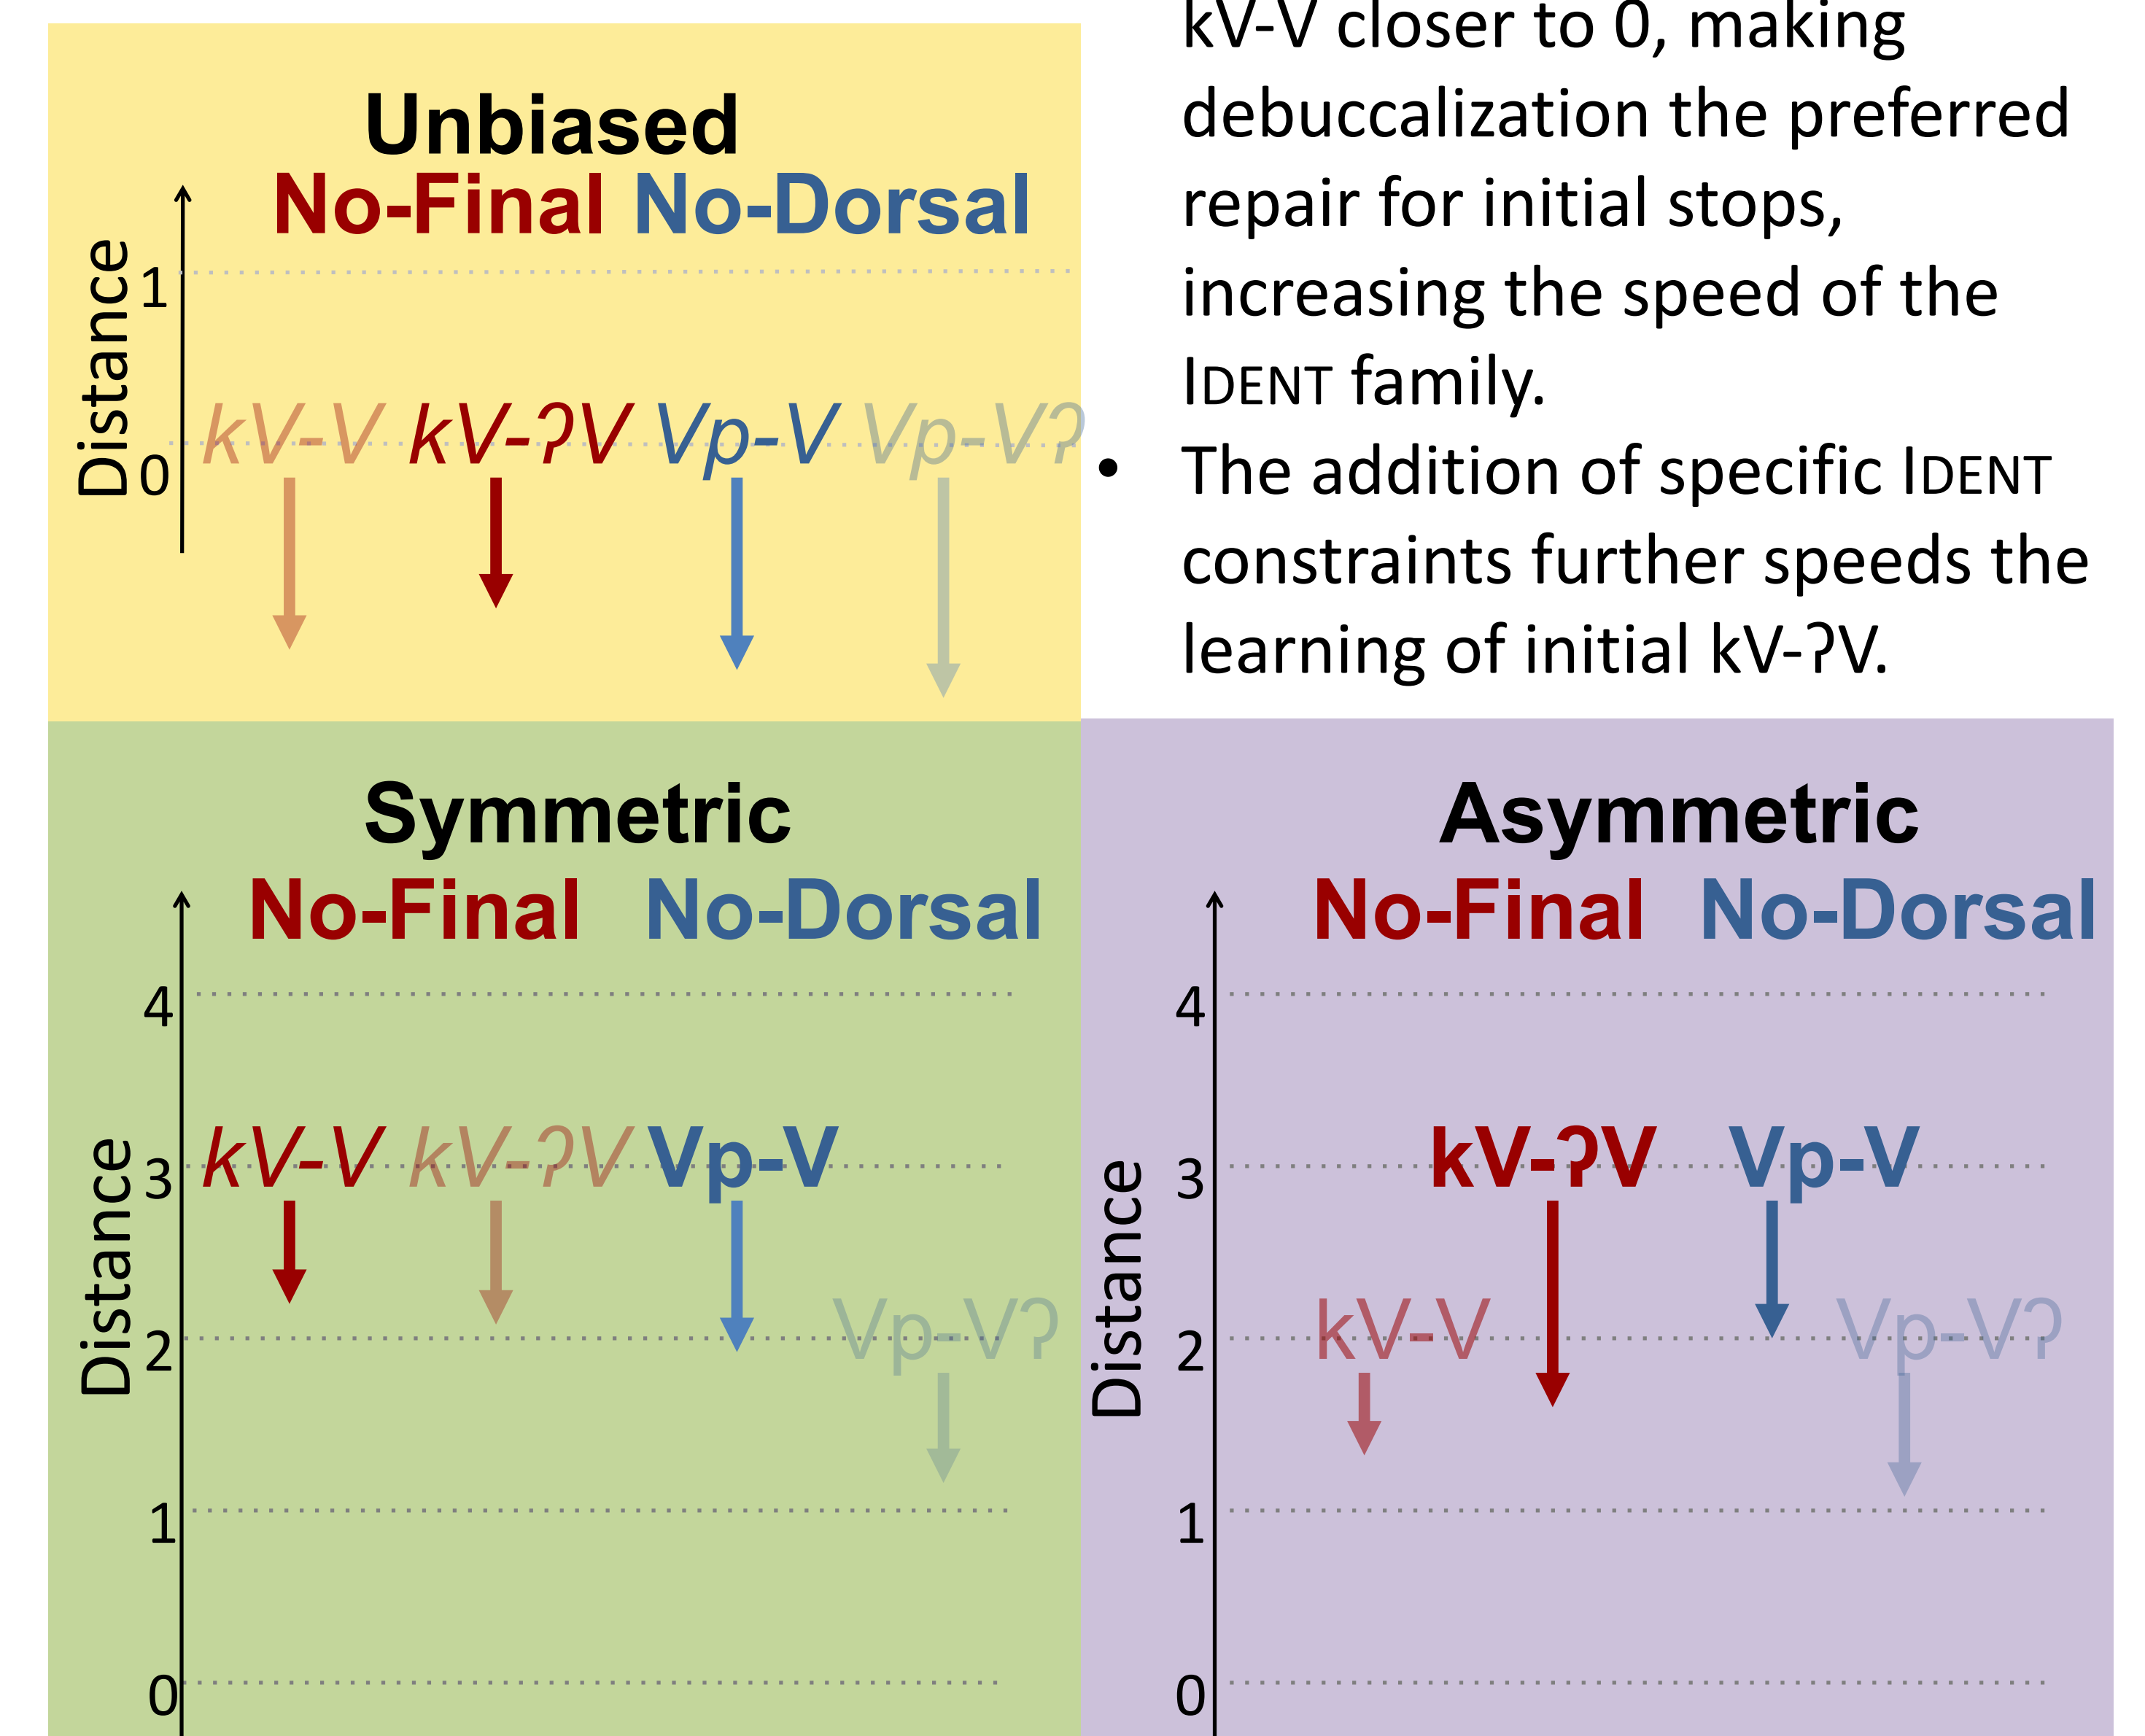 Unbiased
No-Final No-Dorsal
Distance
1
0
kV-V kV-ʔV Vp-V Vp-Vʔ
kV-V closer to 0, making
debuccalization the preferred
repair for initial stops,
increasing the speed of the
IDENT family.
• The addition of specific IDENT
constraints further speeds the
learning of initial kV-ʔV.
Symmetric
No-Final No-Dorsal
Distance
4
3
2
1
0
kV-V kV-ʔV Vp-V
Vp-Vʔ
Asymmetric
No-Final No-Dorsal
Distance
4
3
2
1
0
kV-ʔV Vp-V
kV-V Vp-Vʔ